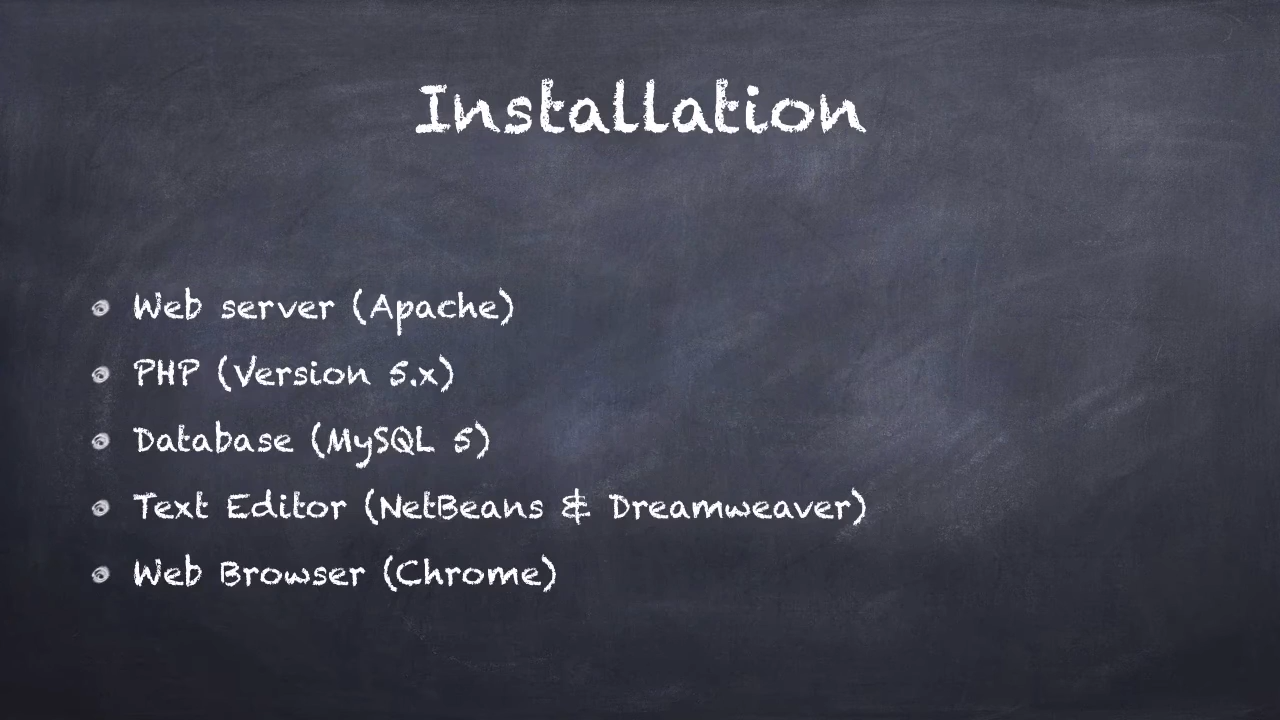 Installation
Web server (Apache)
PHP (Version 5.x)
Database (MySQL 5)
Text Editor (NetBeans & Dreamweaver)
Web Browser (Chrome)